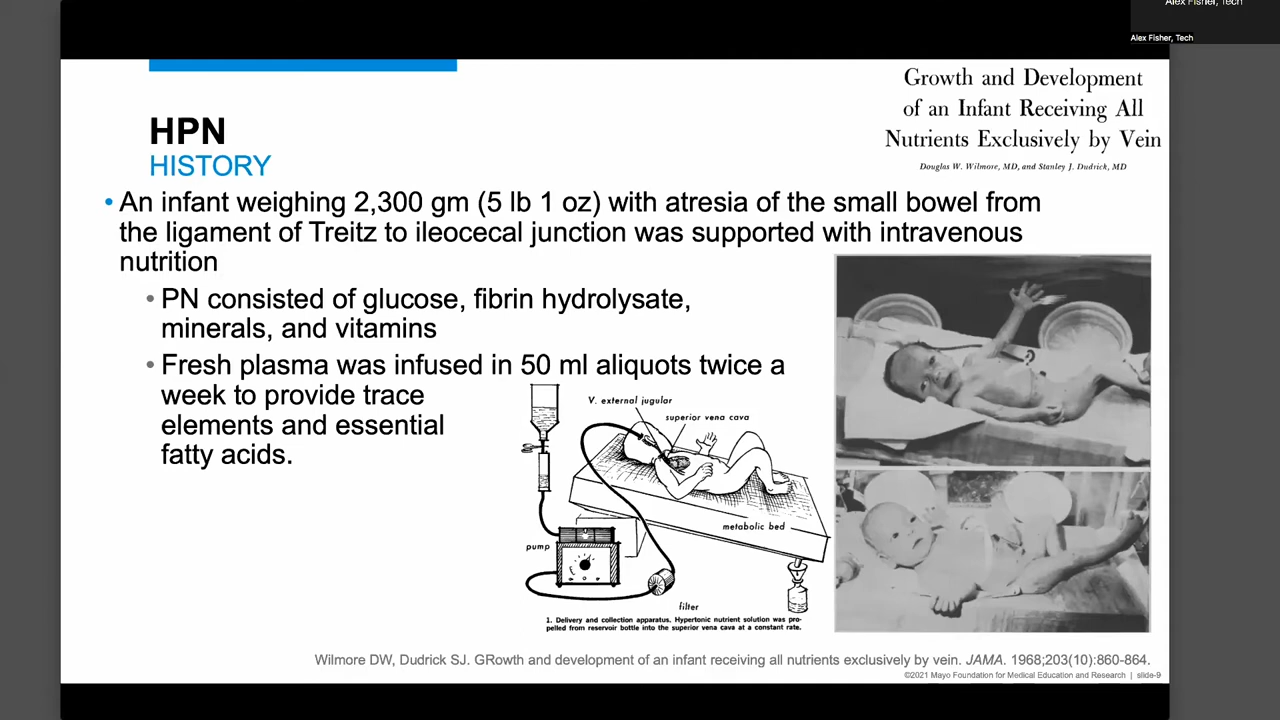 Alex Fisher, Tech
Alex Fisher, Tech
Growth and Development
of an Infant Receiving All
Nutrients Exclusively by Vein
Douglas W. Wilmore, MD, and Stanley J. Dudrick, MD
HPN
HISTORY
• An infant weighing 2,300 gm (5 lb 1 oz) with atresia of the small bowel from
the ligament of Treitz to ileocecal junction was supported with intravenous
nutrition
• PN consisted of glucose, fibrin hydrolysate,
minerals, and vitamins
• Fresh plasma was infused in 50 ml aliquots twice a
week to provide trace
elements and essential
fatty acids.
V. external jugular
superior vena cava
metabolic bed
pump
filter
1. Delivery and collection apparatus. Hypertonic nutrient solution was pro-
pelled from reservoir bottle into the superior vena cava at a constant rate.
Wilmore DW, Dudrick SJ. GRowth and development of an infant receiving all nutrients exclusively by vein. JAMA. 1968;203(10):860-864.
©2021 Mayo Foundation for Medical Education and Research | slide-9